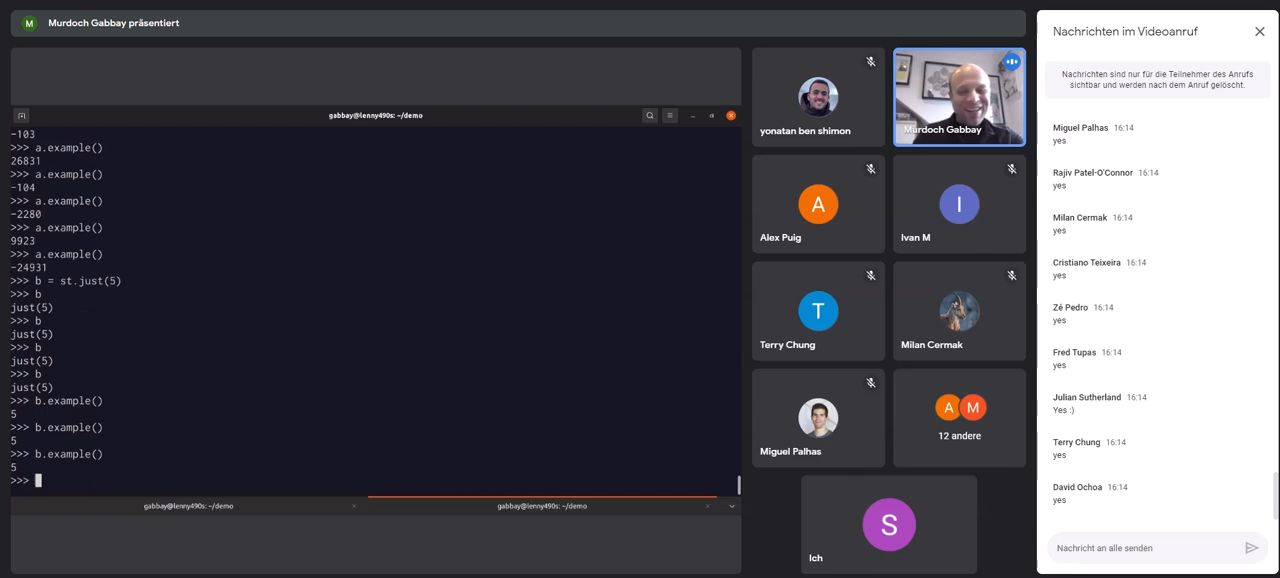 M Murdoch Gabbay präsentiert
gabbay@lenny490s: ~/demo
-103
>>> a.example()
26831
>>> a.example()
-104
>>> a.example()
-2280
>>> a.example()
9923
>>> a.example()
-24931
>>> b = st.just(5)
>>> b
just(5)
>>> b
just(5)
>>> b
just(5)
>>> b
just(5)
>>> b.example()
5
>>> b.example()
5
>>> b.example()
5
>>>
gabbay@lenny490s: ~/demo
gabbay@lenny490s: ~/demo
yonatan ben shimon
Murdoch Gabbay
A
Alex Puig
I
Ivan M
T
Terry Chung
Milan Cermak
Miguel Palhas
A M
12 andere
S
Ich
Nachrichten im Videoanruf
Nachrichten sind nur für die Teilnehmer des Anrufs
sichtbar und werden nach dem Anruf gelöscht.
Miguel Palhas 16:14
yes
Rajiv Patel-O'Connor 16:14
yes
Milan Cermak 16:14
yes
Cristiano Teixeira 16:14
yes
Zé Pedro 16:14
yes
Fred Tupas 16:14
yes
Julian Sutherland 16:14
Yes :)
Terry Chung 16:14
yes
David Ochoa 16:14
yes
Nachricht an alle senden